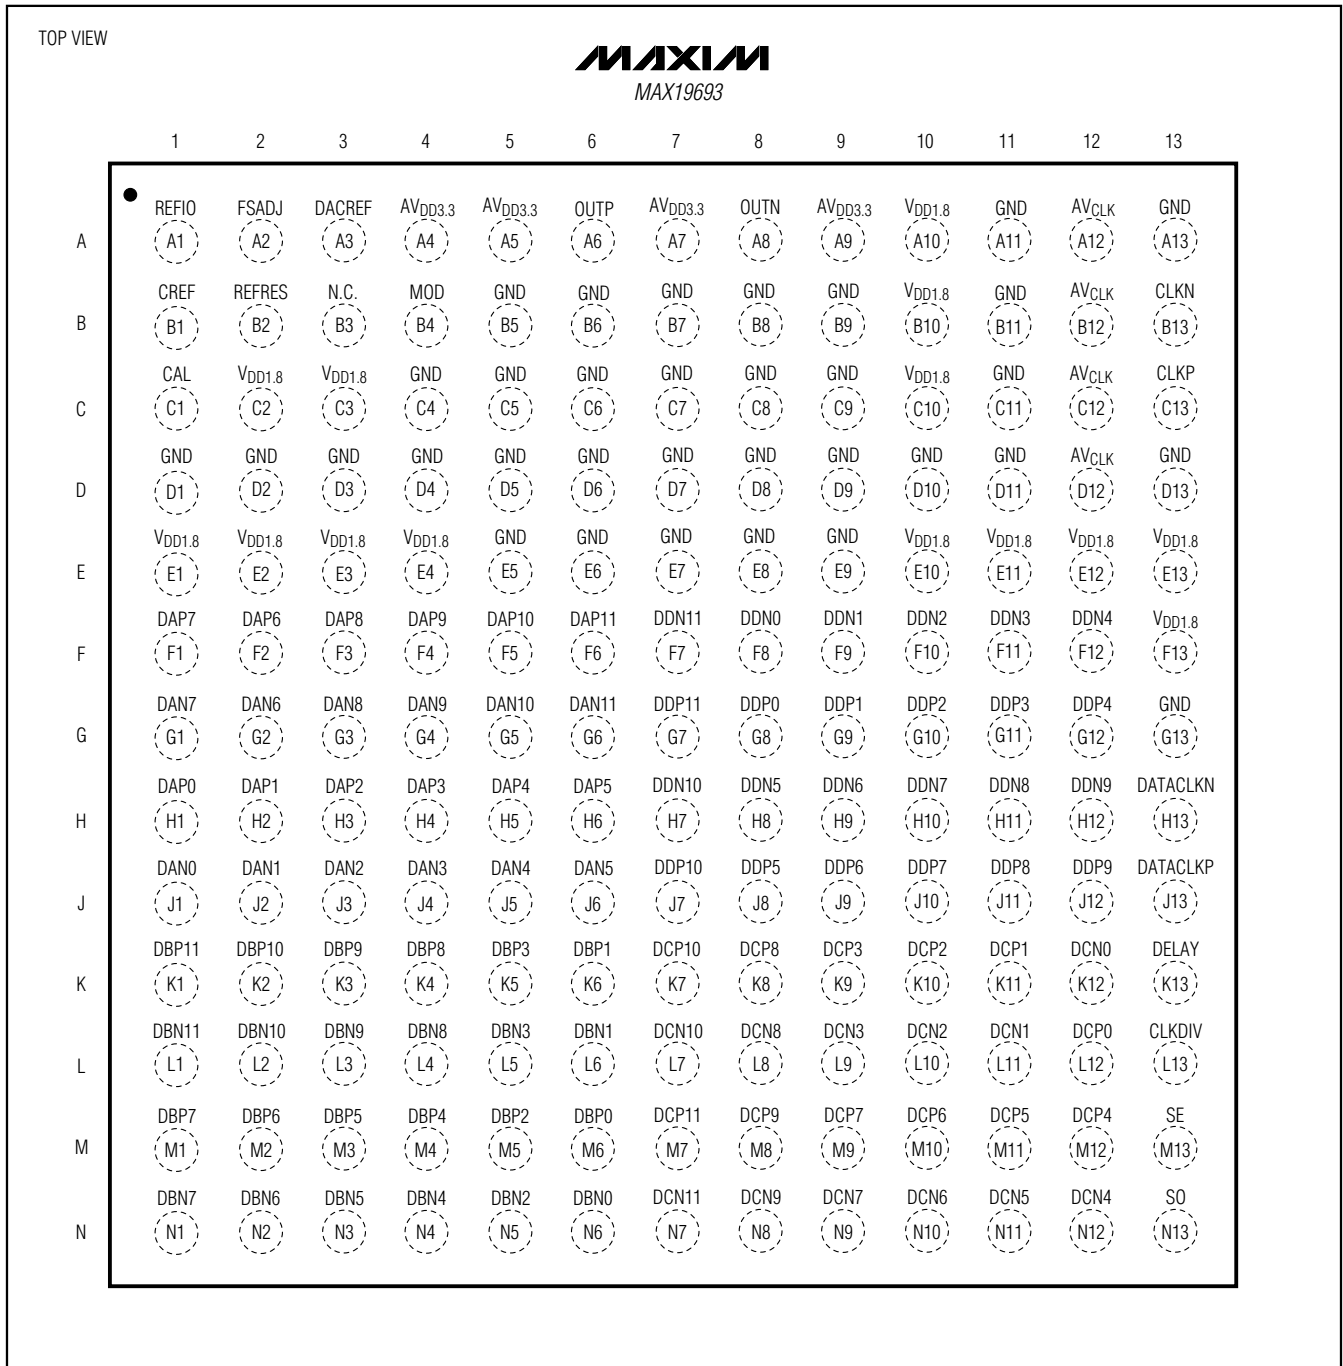 TOP VIEW
MAXIM
MAX19693
1 2 3 4 5 6 7 8 9 10 11 12 13
REFIO FSADJ DACREF AVDD3.3 AVDD3.3 OUTP AVDD3.3 OUTN AVDD3.3 VDD1.8 GND AVCLK GND
A A1 A2 A3 A4 A5 A6 A7 A8 A9 A10 A11 A12 A13
CREF REFRES N.C. MOD GND GND GND GND GND VDD1.8 GND AVCLK CLKN
B B1 B2 B3 B4 B5 B6 B7 B8 B9 B10 B11 B12 B13
CAL VDD1.8 VDD1.8 GND GND GND GND GND GND VDD1.8 GND AVCLK CLKP
C C1 C2 C3 C4 C5 C6 C7 C8 C9 C10 C11 C12 C13
GND GND GND GND GND GND GND GND GND GND GND AVCLK GND
D D1 D2 D3 D4 D5 D6 D7 D8 D9 D10 D11 D12 D13
VDD1.8 VDD1.8 VDD1.8 VDD1.8 GND GND GND GND GND VDD1.8 VDD1.8 VDD1.8 VDD1.8
E E1 E2 E3 E4 E5 E6 E7 E8 E9 E10 E11 E12 E13
DAP7 DAP6 DAP8 DAP9 DAP10 DAP11 DDN11 DDN0 DDN1 DDN2 DDN3 DDN4 VDD1.8
F F1 F2 F3 F4 F5 F6 F7 F8 F9 F10 F11 F12 F13
DAN7 DAN6 DAN8 DAN9 DAN10 DAN11 DDP11 DDP0 DDP1 DDP2 DDP3 DDP4 GND
G G1 G2 G3 G4 G5 G6 G7 G8 G9 G10 G11 G12 G13
DAP0 DAP1 DAP2 DAP3 DAP4 DAP5 DDN10 DDN5 DDN6 DDN7 DDN8 DDN9 DATACLKN
H H1 H2 H3 H4 H5 H6 H7 H8 H9 H10 H11 H12 H13
DAN0 DAN1 DAN2 DAN3 DAN4 DAN5 DDP10 DDP5 DDP6 DDP7 DDP8 DDP9 DATACLKP
J J1 J2 J3 J4 J5 J6 J7 J8 J9 J10 J11 J12 J13
DBP11 DBP10 DBP9 DBP8 DBP3 DBP1 DCP10 DCP8 DCP3 DCP2 DCP1 DCN0 DELAY
K K1 K2 K3 K4 K5 K6 K7 K8 K9 K10 K11 K12 K13
DBN11 DBN10 DBN9 DBN8 DBN3 DBN1 DCN10 DCN8 DCN3 DCN2 DCN1 DCP0 CLKDIV
L L1 L2 L3 L4 L5 L6 L7 L8 L9 L10 L11 L12 L13
DBP7 DBP6 DBP5 DBP4 DBP2 DBP0 DCP11 DCP9 DCP7 DCP6 DCP5 DCP4 SE
M M1 M2 M3 M4 M5 M6 M7 M8 M9 M10 M11 M12 M13
DBN7 DBN6 DBN5 DBN4 DBN2 DBN0 DCN11 DCN9 DCN7 DCN6 DCN5 DCN4 SO
N N1 N2 N3 N4 N5 N6 N7 N8 N9 N10 N11 N12 N13